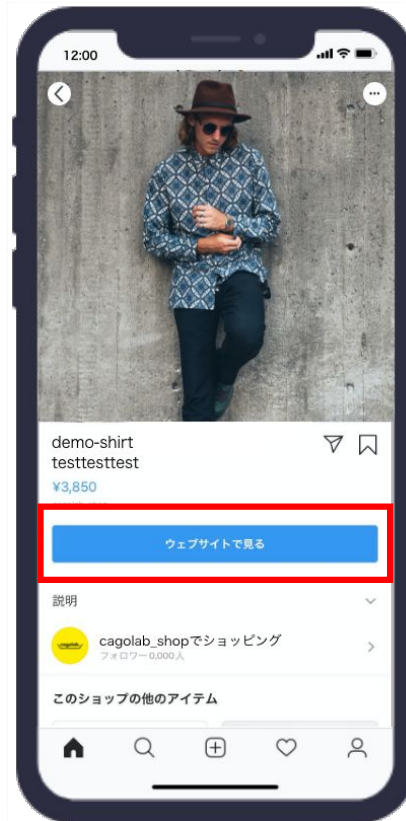 12:00
demo-shirt
testtesttest
¥3,850
ウェブサイトで見る
説明
cagolab_shopでショッピング
フォロワー0,000人
このショップの他のアイテム